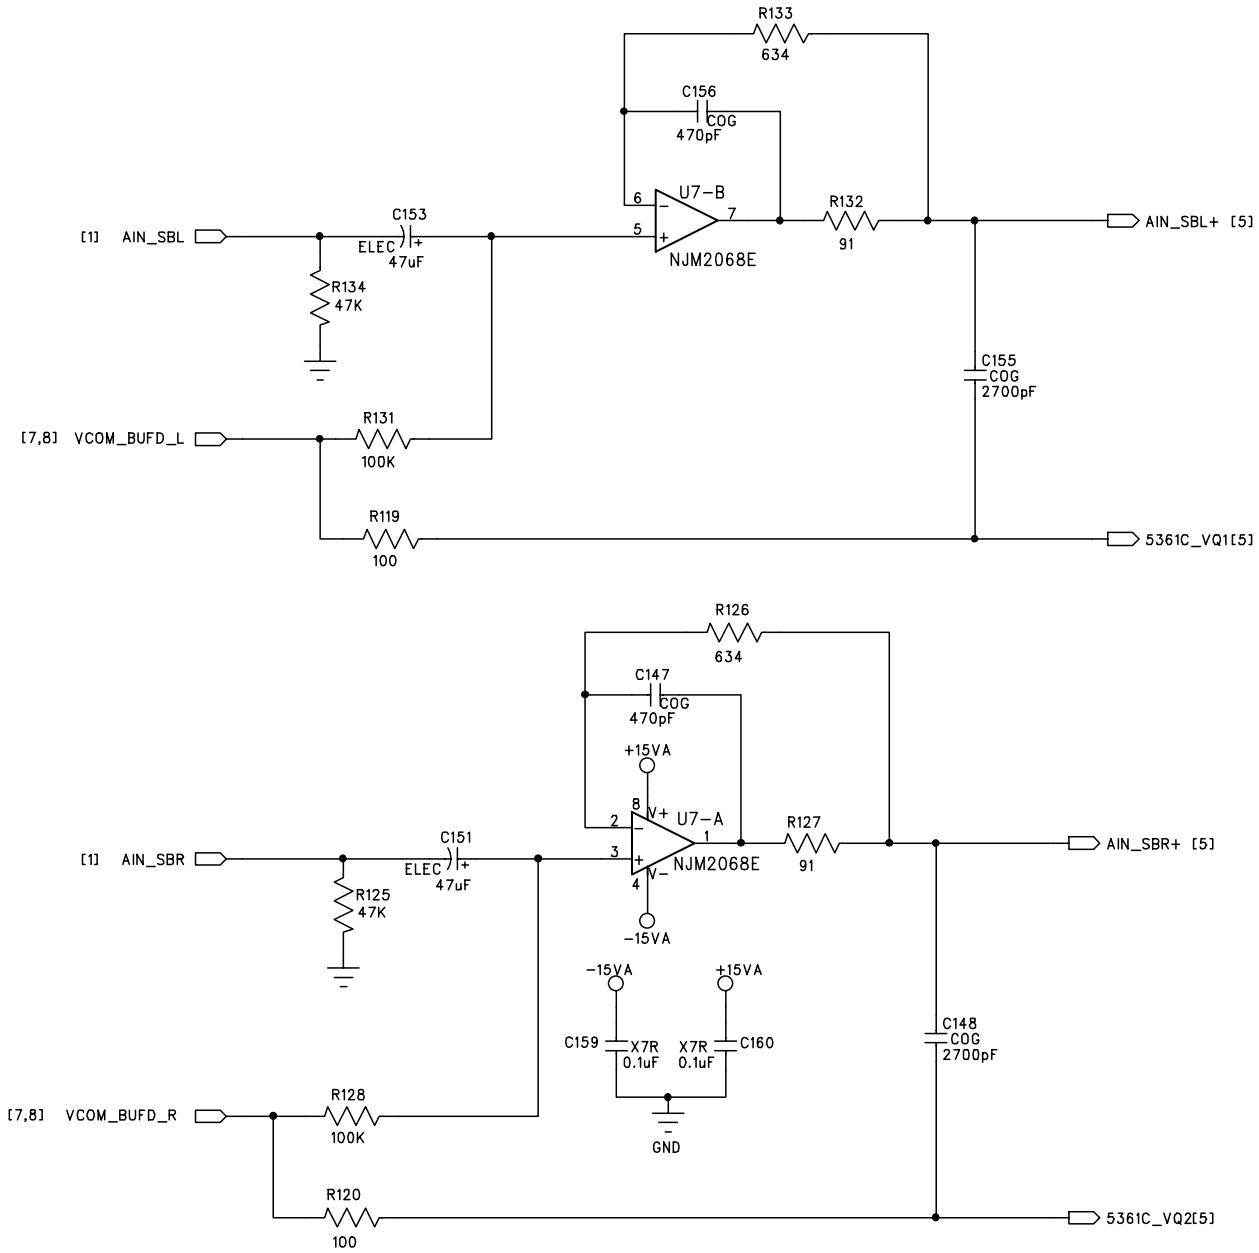 R133
634
C156
COG
470pF
U7-B
6
-
7
5
+
NJM2068E
R132
91
AIN_SBL+ [5]
[1] AIN_SBL
C153
ELEC
+
47uF
R134
47K
C155
COG
2700pF
[7,8] VCOM_BUFD_L
R131
100K
R119
100
5361C_VQ1[5]
R126
634
C147
COG
470pF
+15VA
8
V+
U7-A
2
-
1
3
+
NJM2068E
4
V-
-15VA
R127
91
AIN_SBR+ [5]
[1] AIN_SBR
C151
ELEC
+
47uF
R125
47K
-15VA
+15VA
C159
X7R
0.1uF
X7R
0.1uF
C160
GND
C148
COG
2700pF
[7,8] VCOM_BUFD_R
R128
100K
R120
100
5361C_VQ2[5]